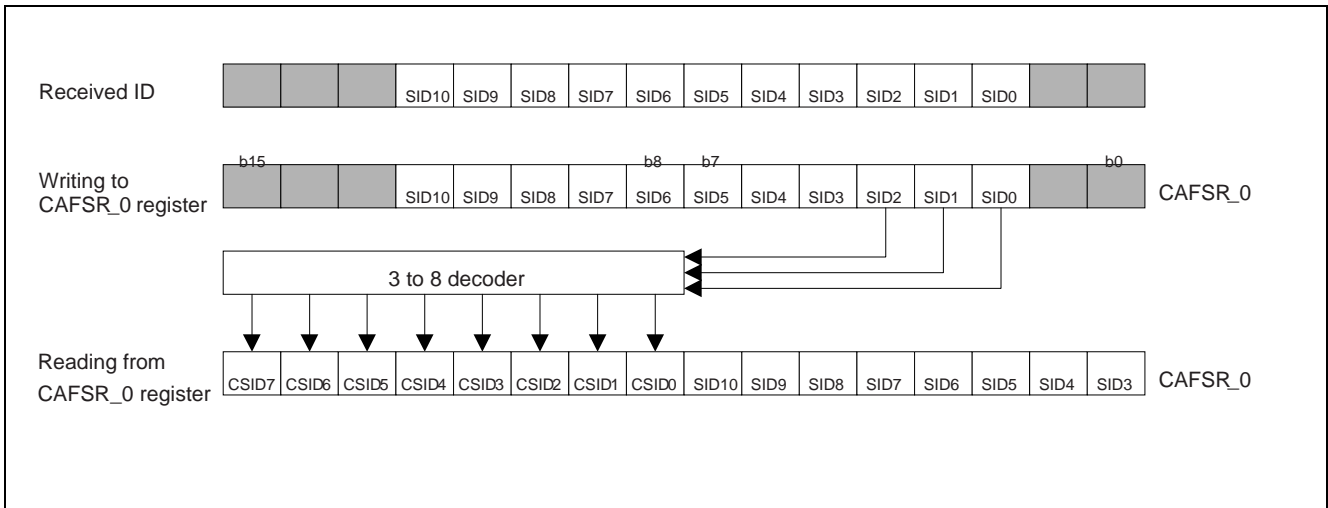 Received ID
SID10 SID9 SID8 SID7 SID6 SID5 SID4 SID3 SID2 SID1 SID0
b15 b8 b7 b0
Writing to
CAFSR_0 register
SID10 SID9 SID8 SID7 SID6 SID5 SID4 SID3 SID2 SID1 SID0
CAFSR_0
3 to 8 decoder
Reading from
CAFSR_0 register
CSID7 CSID6 CSID5 CSID4 CSID3 CSID2 CSID1 CSID0 SID10 SID9 SID8 SID7 SID6 SID5 SID4 SID3
CAFSR_0